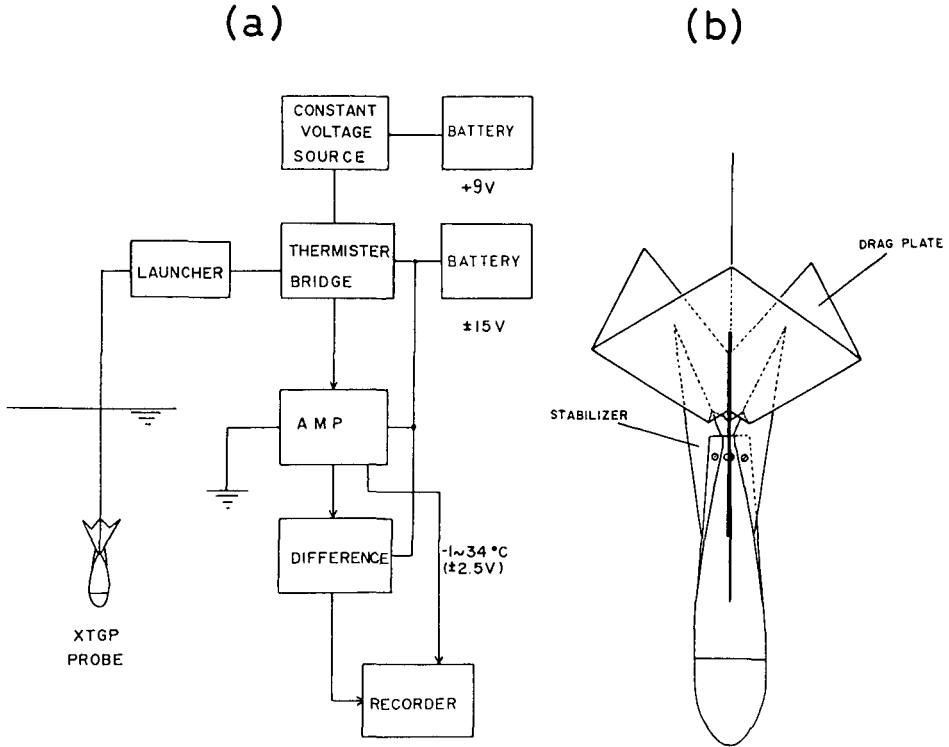 (a)
(b)
CONSTANT
VOLTAGE
SOURCE
BATTERY
+9V
LAUNCHER
THERMISTER
BRIDGE
BATTERY
±15V
AMP
DIFFERENCE
-1~34°C
(±2.5V)
RECORDER
XTGP
PROBE
DRAG PLATE
STABILIZER